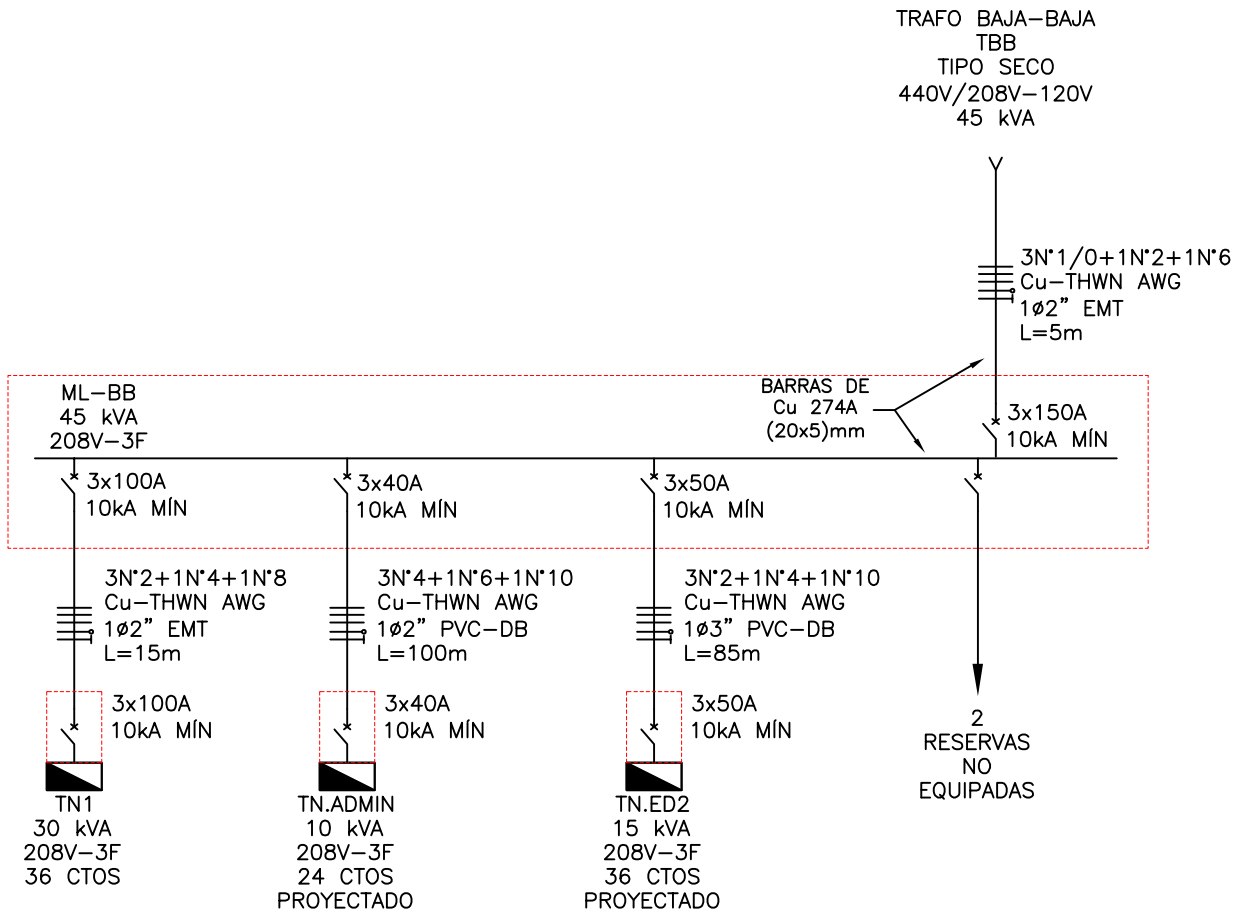 TRAFO BAJA-BAJA
TBB
TIPO SECO
440V/208V-120V
45 kVA
3N°1/0+1N°2+1N°6
Cu-THWN AWG
1ø2" EMT
L=5m
ML-BB
45 kVA
208V-3F
BARRAS DE
Cu 274A
(20x5)mm
3x150A
10kA MÍN
3x100A
10kA MÍN
3x40A
10kA MÍN
3x50A
10kA MÍN
3N°2+1N°4+1N°8
Cu-THWN AWG
1ø2" EMT
L=15m
3N°4+1N°6+1N°10
Cu-THWN AWG
1ø2" PVC-DB
L=100m
3N°2+1N°4+1N°10
Cu-THWN AWG
1ø3" PVC-DB
L=85m
3x100A
10kA MÍN
3x40A
10kA MÍN
3x50A
10kA MÍN
TN1
30 kVA
208V-3F
36 CTOS
TN.ADMIN
10 kVA
208V-3F
24 CTOS
PROYECTADO
TN.ED2
15 kVA
208V-3F
36 CTOS
PROYECTADO
2
RESERVAS
NO
EQUIPADAS